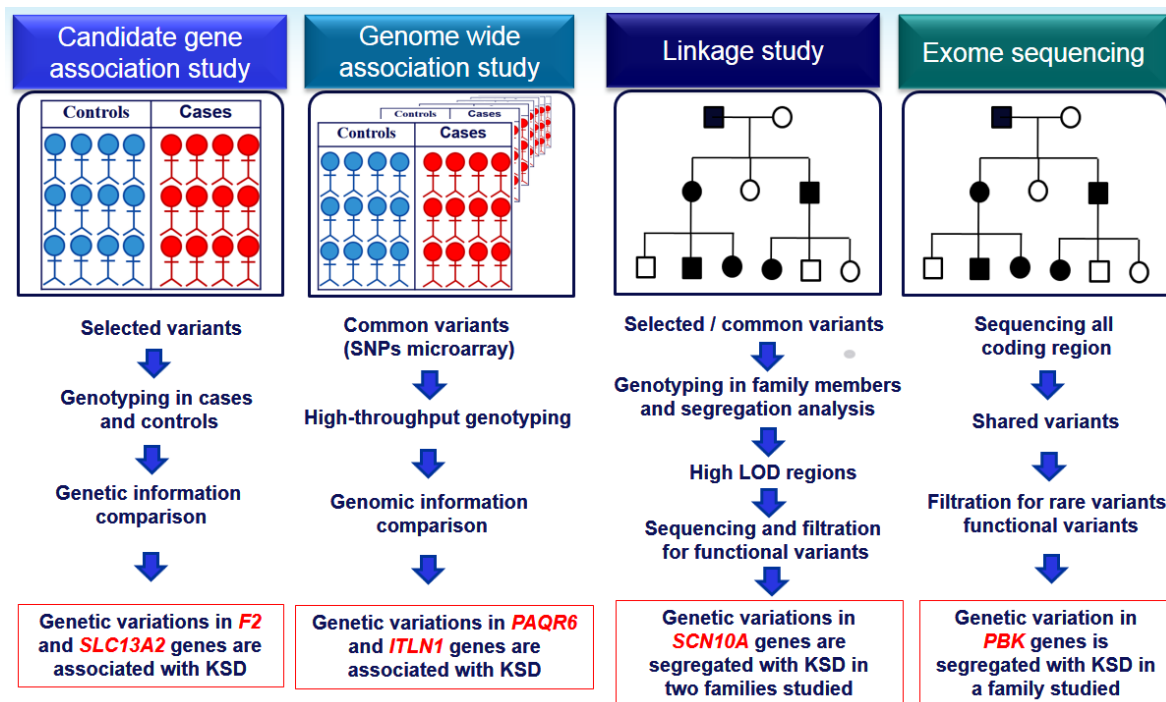 Candidate gene
association study
Controls
Cases
Selected variants
Genotyping in cases
and controls
Genetic information
comparison
Genetic variations in F2
and SLC13A2 genes are
associated with KSD
Genome wide
association study
Controls
Cases
Controls
Cases
Common variants
(SNPs microarray)
High-throughput genotyping
Genomic information
comparison
Genetic variations in PAQR6
and ITLN1 genes are
associated with KSD
Linkage study
Selected / common variants
Genotyping in family members
and segregation analysis
High LOD regions
Sequencing and filtration
for functional variants
Genetic variations in
SCN10A genes are
segregated with KSD in
two families studied
Exome sequencing
Sequencing all
coding region
Shared variants
Filtration for rare variants
functional variants
Genetic variation in
PBK genes is
segregated with KSD in
a family studied